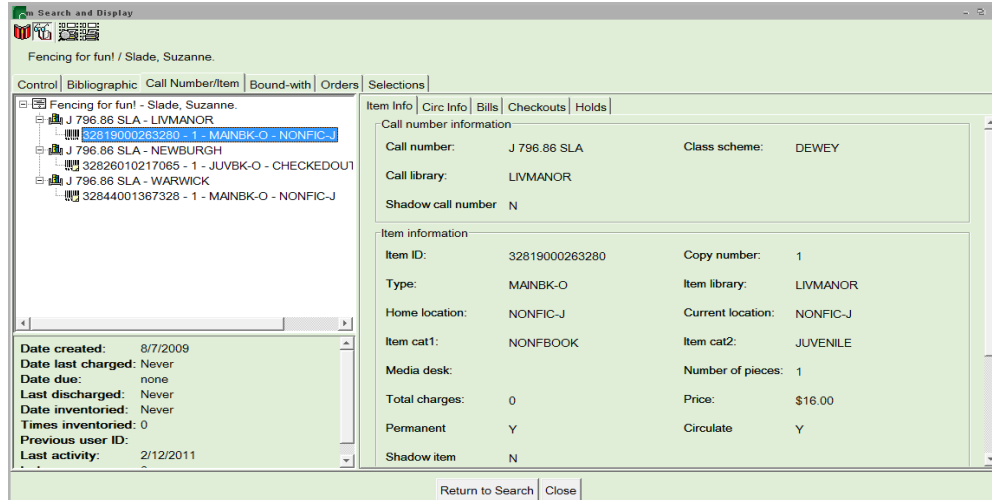 m Search and Display
Fencing for fun! / Slade, Suzanne.
Control Bibliographic Call Number/Item Bound-with Orders Selections
Fencing for fun! - Slade, Suzanne.
J 796.86 SLA - LIVMANOR
32819000263280 - 1 - MAINBK-O - NONFIC-J
J 796.86 SLA - NEWBURGH
32826010217065 - 1 - JUVBK-O - CHECKEDOUT
J 796.86 SLA - WARWICK
32844001367328 - 1 - MAINBK-O - NONFIC-J
Date created: 8/7/2009
Date last charged: Never
Date due: none
Last discharged: Never
Date inventoried: Never
Times inventoried: 0
Previous user ID:
Last activity: 2/12/2011
Item Info Circ Info Bills Checkouts Holds
Call number information
Call number: J 796.86 SLA Class scheme: DEWEY
Call library: LIVMANOR
Shadow call number N
Item information
Item ID: 32819000263280 Copy number: 1
Type: MAINBK-O Item library: LIVMANOR
Home location: NONFIC-J Current location: NONFIC-J
Item cat1: NONFBOOK Item cat2: JUVENILE
Media desk: Number of pieces: 1
Total charges: 0 Price: $16.00
Permanent Y Circulate Y
Shadow item N
Return to Search Close